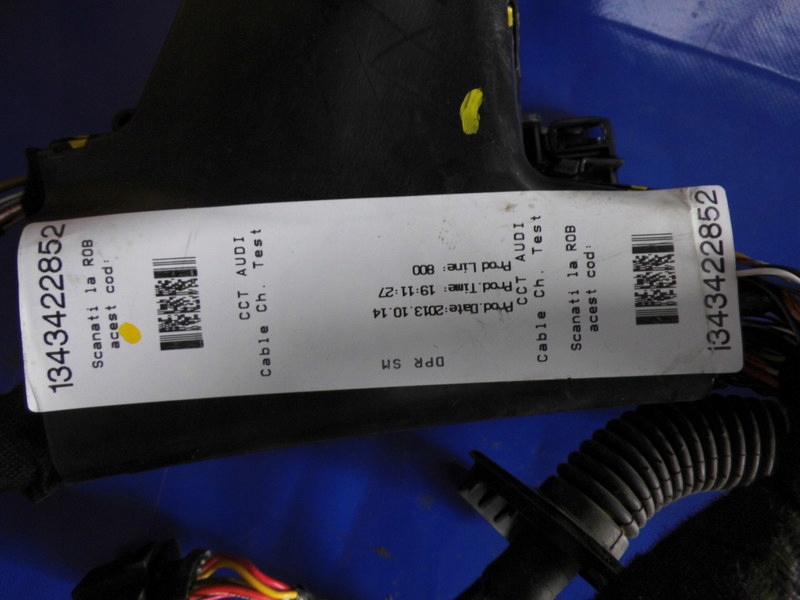 1343422852
Scanati la ROB
acest cod:
CCT AUDI
Cable Ch. Test
Prod.Date:2013.10.14
Prod.Time: 19:11:27
Prod Line: 800
DPR SM
CCT AUDI
Cable Ch. Test
Scanati la ROB
acest cod:
1343422852